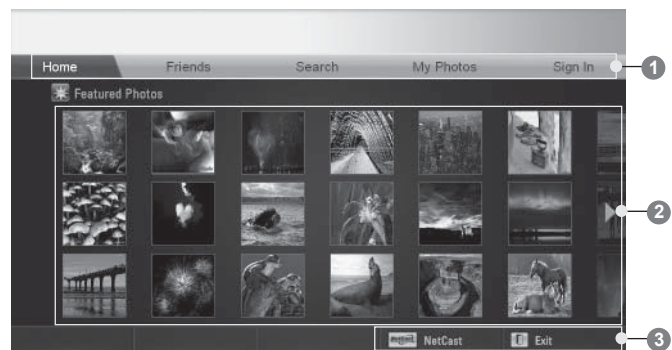 Home Friends Search My Photos Sign In
1
Featured Photos
2
NetCast Exit
3